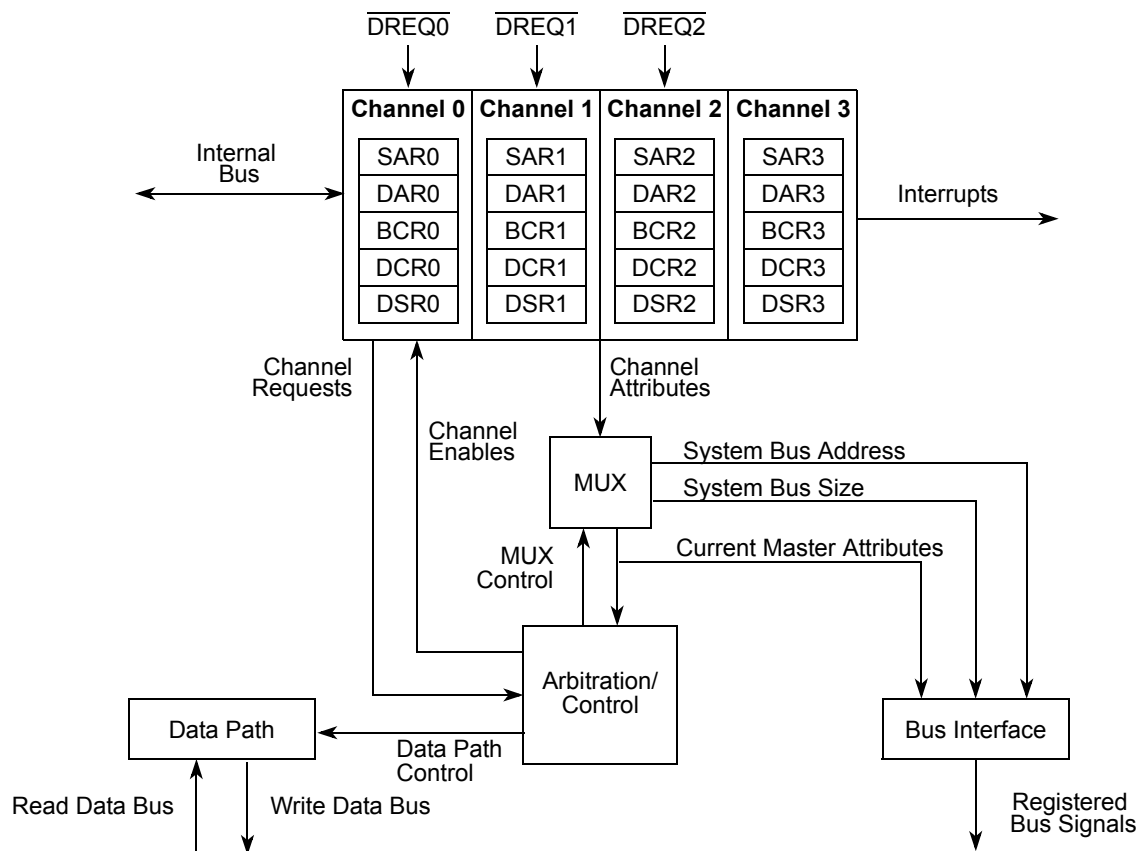 DREQ0 DREQ1 DREQ2
Channel 0 Channel 1 Channel 2 Channel 3
SAR0 SAR1 SAR2 SAR3
DAR0 DAR1 DAR2 DAR3
BCR0 BCR1 BCR2 BCR3
DCR0 DCR1 DCR2 DCR3
DSR0 DSR1 DSR2 DSR3
Internal
Bus
Interrupts
Channel
Requests
Channel
Enables
Channel
Attributes
MUX
System Bus Address
System Bus Size
Current Master Attributes
MUX
Control
Arbitration/
Control
Data Path
Data Path
Control
Bus Interface
Read Data Bus
Write Data Bus
Registered
Bus Signals